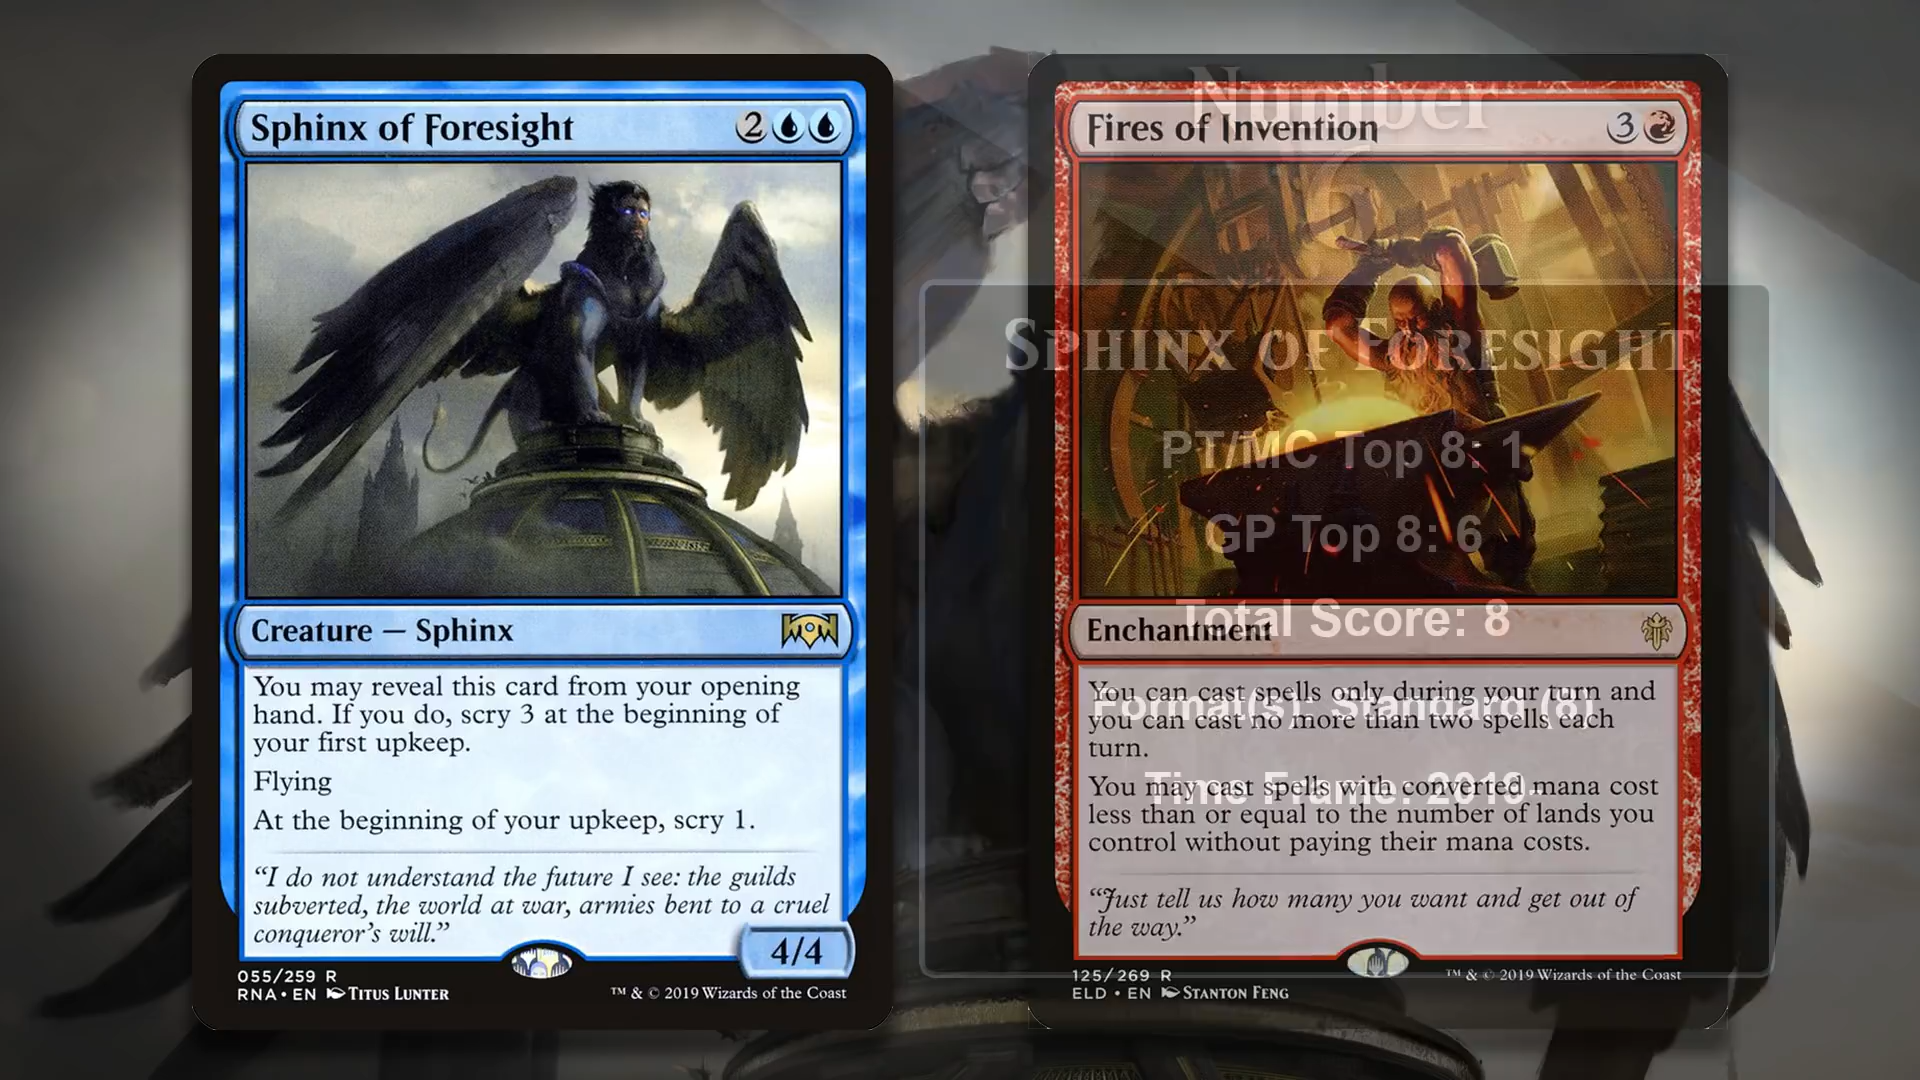 Sphinx of Foresight
2
You may reveal this card from your opening
hand. If you do, scry 3 at the beginning of
your first upkeep.
Flying
At the beginning of your upkeep, scry 1.
"I do not understand the future I see: the guilds
subverted, the world at war, armies bent to a cruel
conqueror's will."
Creature — Sphinx
4/4
055/259 R
RNA • EN Titus Lunter
™ & © 2019 Wizards of the Coast
Fires of Invention
3
Enchantment
You can cast spells only during your turn and
you can cast no more than two spells each
turn.
You may cast spells with converted mana cost
less than or equal to the number of lands you
control without paying their mana costs.
"Just tell us how many you want and get out of
the way."
125/269 R
ELD • EN Stanton Feng
™ & © 2019 Wizards of the Coast
Number
6
Sphinx of Foresight
PT/MC Top 8: 1
GP Top 8: 6
Total Score: 8
Format(s): Standard (8)
Time Frame: 2019-